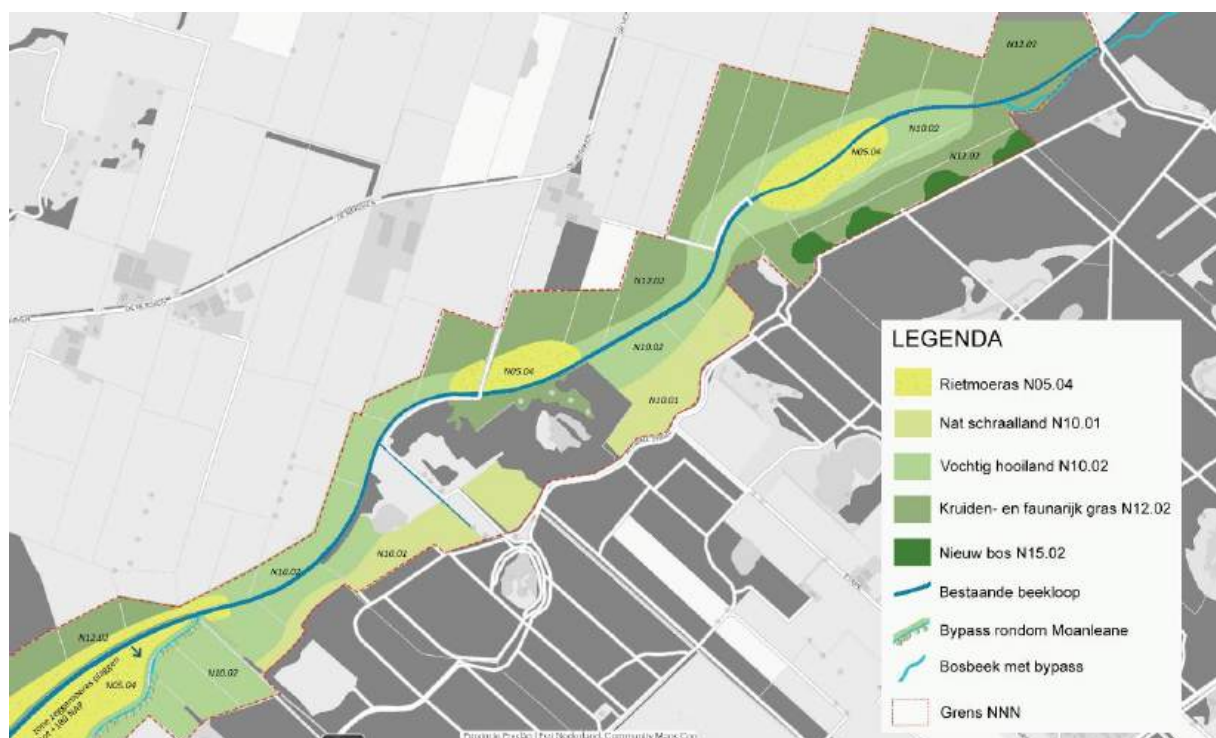 N12.02
N10.02
N05.04
N12.02
N12.02
N10.02
N05.04
N10.01
N10.01
N10.02
N12.02
N10.02
N05.04
zone zeggenmoeras plaggen
LEGENDA
Rietmoeras N05.04
Nat schraalland N10.01
Vochtig hooiland N10.02
Kruiden- en faunarijk gras N12.02
Nieuw bos N15.02
Bestaande beekloop
Bypass rondom Moanleane
Bosbeek met bypass
Grens NNN